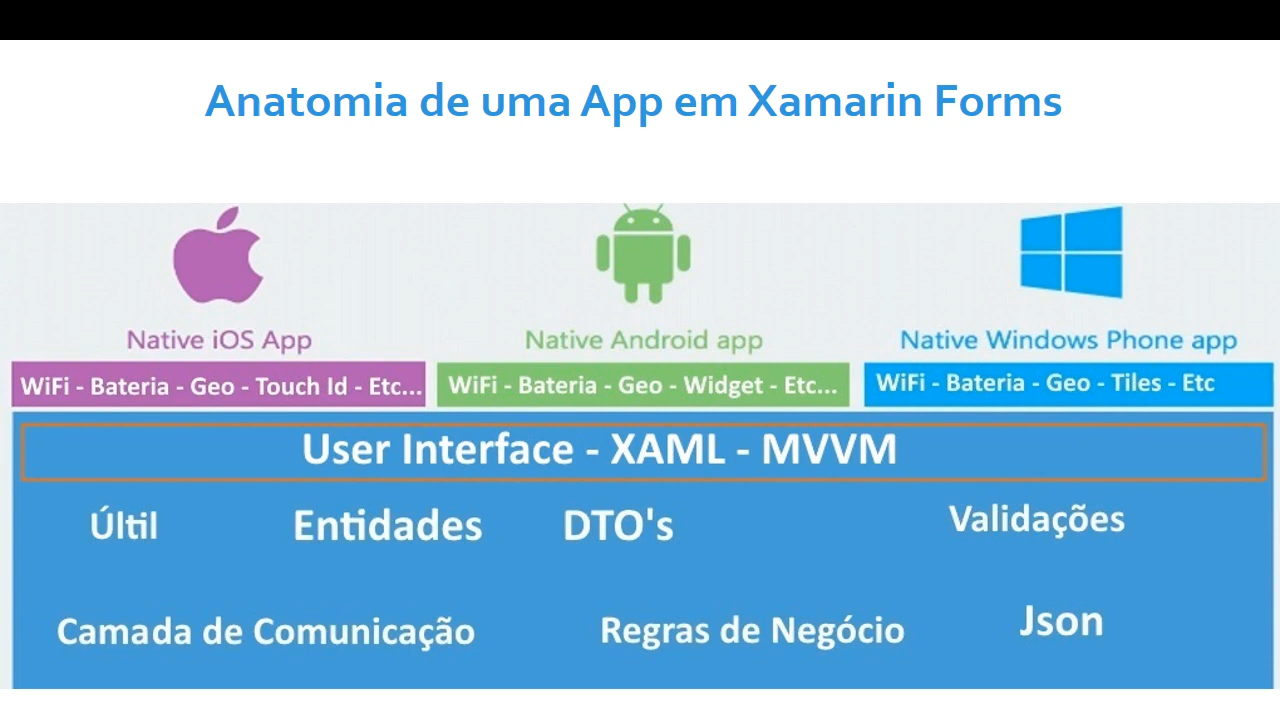 Anatomia de uma App em Xamarin Forms
Native iOS App
Native Android app
Native Windows Phone app
WiFi - Bateria - Geo - Touch Id - Etc...
WiFi - Bateria - Geo - Widget - Etc...
WiFi - Bateria - Geo - Tiles - Etc
User Interface - XAML - MVVM
Últil
Entidades
DTO's
Validações
Camada de Comunicação
Regras de Negócio
Json